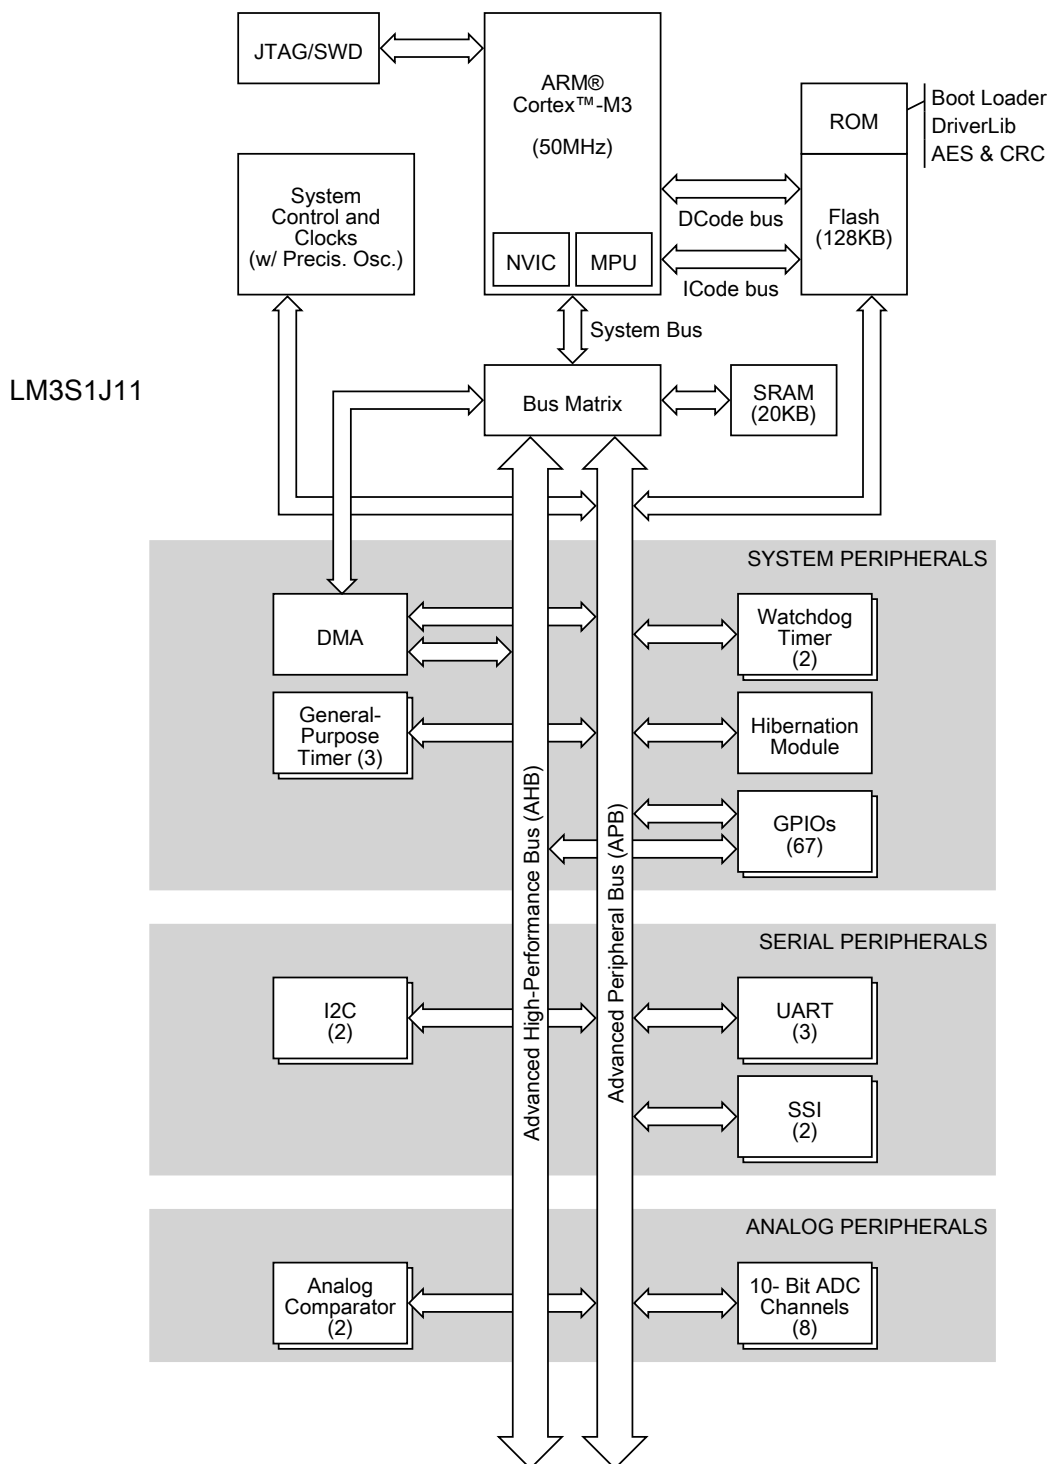 JTAG/SWD
ARM®
Cortex™-M3
(50MHz)
NVIC
MPU
ROM
Boot Loader
DriverLib
AES & CRC
System
Control and
Clocks
(w/ Precis. Osc.)
DCode bus
ICode bus
Flash
(128KB)
System Bus
LM3S1J11
Bus Matrix
SRAM
(20KB)
SYSTEM PERIPHERALS
DMA
Watchdog
Timer
(2)
General-
Purpose
Timer (3)
Hibernation
Module
GPIOs
(67)
Advanced High-Performance Bus (AHB)
Advanced Peripheral Bus (APB)
SERIAL PERIPHERALS
I2C
(2)
UART
(3)
SSI
(2)
ANALOG PERIPHERALS
Analog
Comparator
(2)
10- Bit ADC
Channels
(8)